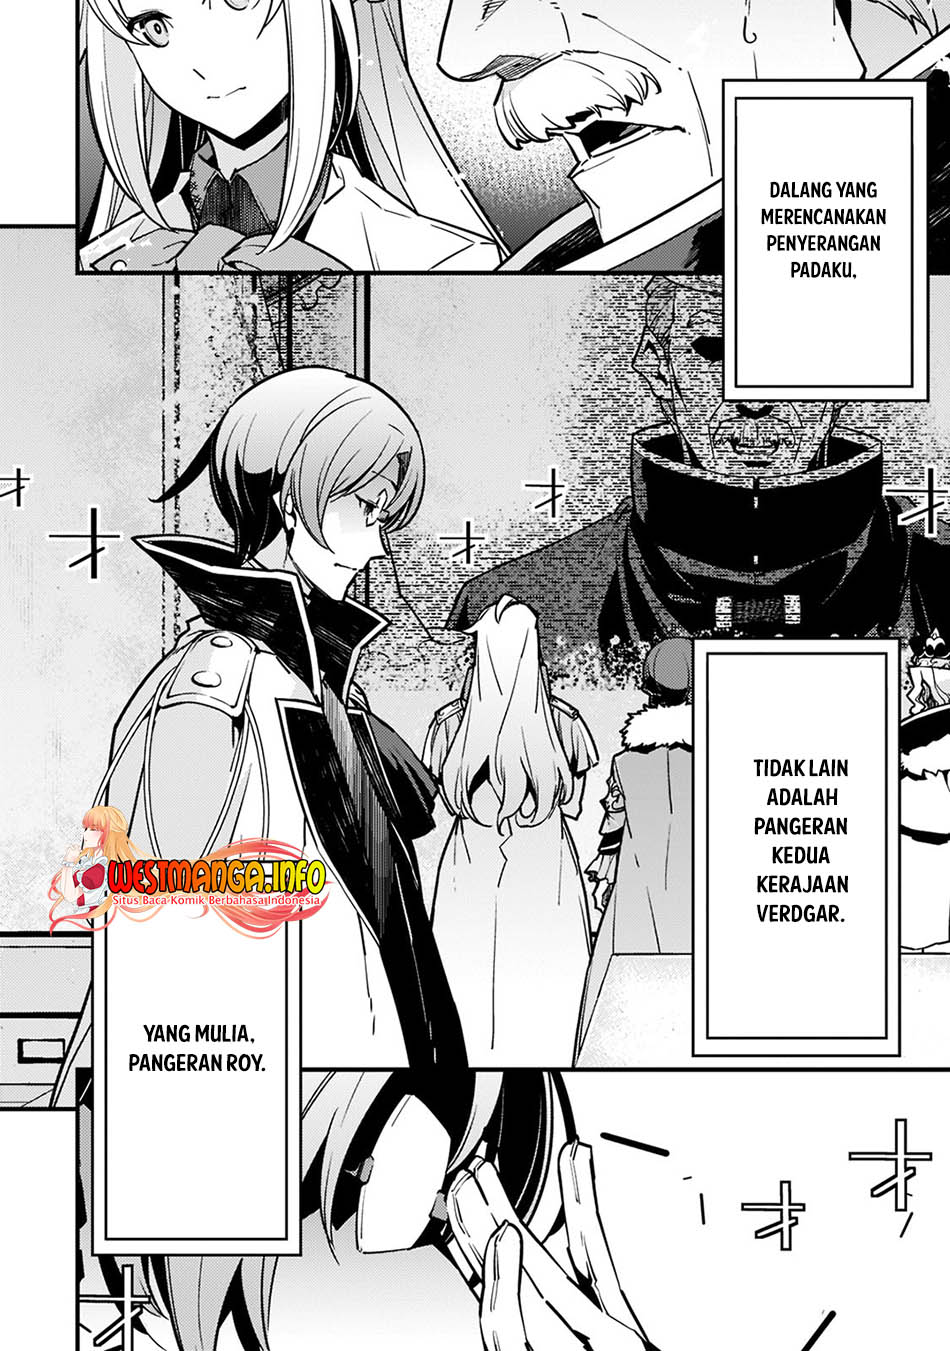 DALANG YANG
MERENCANAKAN
PENYERANGAN
PADAKU,
TIDAK LAIN
ADALAH
PANGERAN
KEDUA
KERAJAAN
VERDGAR.
WESTMANGA.INFO
Situs Baca Komik Berbahasa Indonesia
YANG MULIA,
PANGERAN ROY.